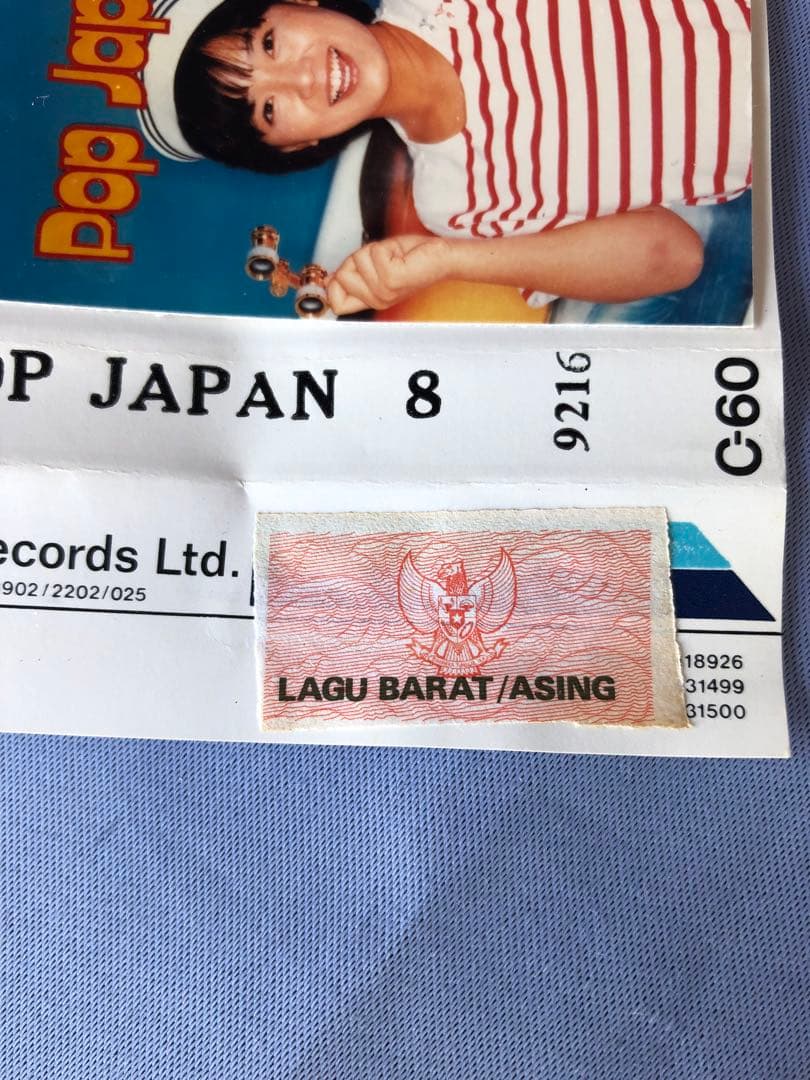 Pop Jap
OP JAPAN 8
9216
C-60
ecords Ltd.
902/2202/025
LAGU BARAT/ASING
18926
31499
31500